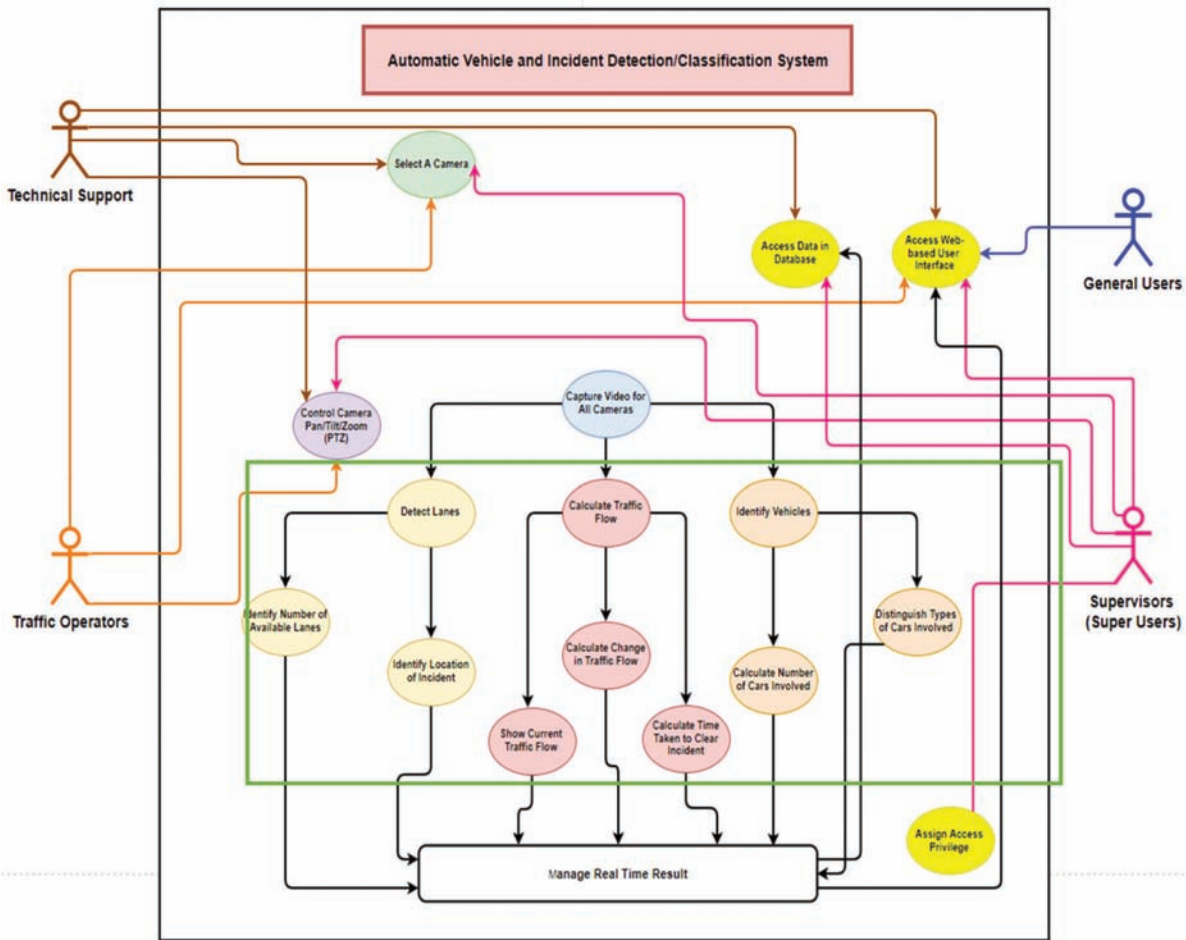 Automatic Vehicle and Incident Detection/Classification System
Technical Support
Select A Camera
Access Data in
Database
Access Web-
based User
Interface
General Users
Control Camera
Pan/Tilt/Zoom
(PTZ)
Capture Video for
All Cameras
Detect Lanes
Calculate Traffic
Flow
Identify Vehicles
Traffic Operators
Identify Number of
Available Lanes
Identify Location
of Incident
Calculate Change
in Traffic Flow
Calculate Number
of Cars Involved
Distinguish Types
of Cars Involved
Supervisors
(Super Users)
Show Current
Traffic Flow
Calculate Time
Taken to Clear
Incident
Assign Access
Privilege
Manage Real Time Result